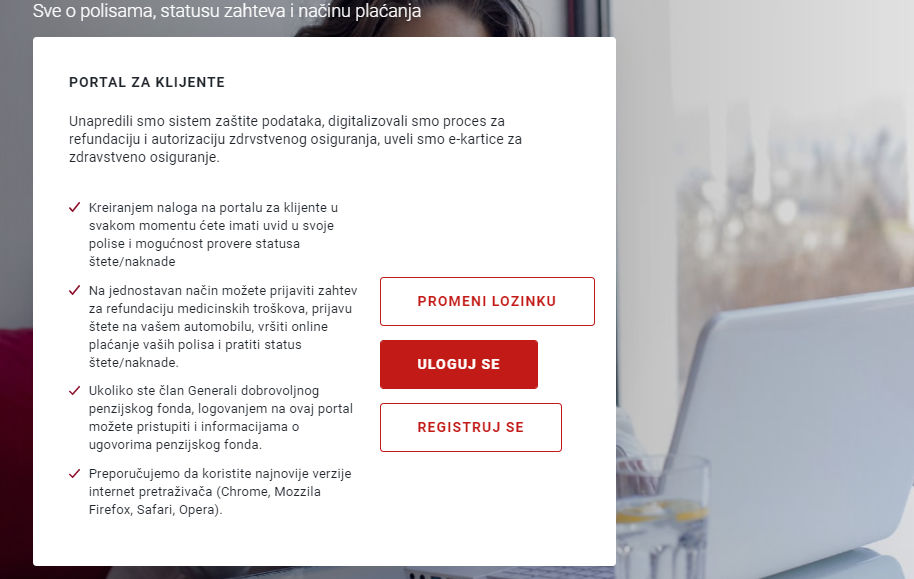 Sve o polisama, statusu zahteva i načinu plaćanja
PORTAL ZA KLIJENTE
Unapredili smo sistem zaštite podataka, digitalizovali smo proces za
refundaciju i autorizaciju zdrvstvenog osiguranja, uveli smo e-kartice za
zdravstveno osiguranje.
Kreiranjem naloga na portalu za klijente u
svakom momentu ćete imati uvid u svoje
polise i mogućnost provere statusa
štete/naknade
Na jednostavan način možete prijaviti zahtev
za refundaciju medicinskih troškova, prijavu
štete na vašem automobilu, vršiti online
plaćanje vaših polisa i pratiti status
štete/naknade.
Ukoliko ste član Generali dobrovoljnog
penzijskog fonda, logovanjem na ovaj portal
možete pristupiti i informacijama o
ugovorima penzijskog fonda.
Preporučujemo da koristite najnovije verzije
internet pretraživača (Chrome, Mozzila
Firefox, Safari, Opera).
PROMENI LOZINKU
ULOGUJ SE
REGISTRUJ SE